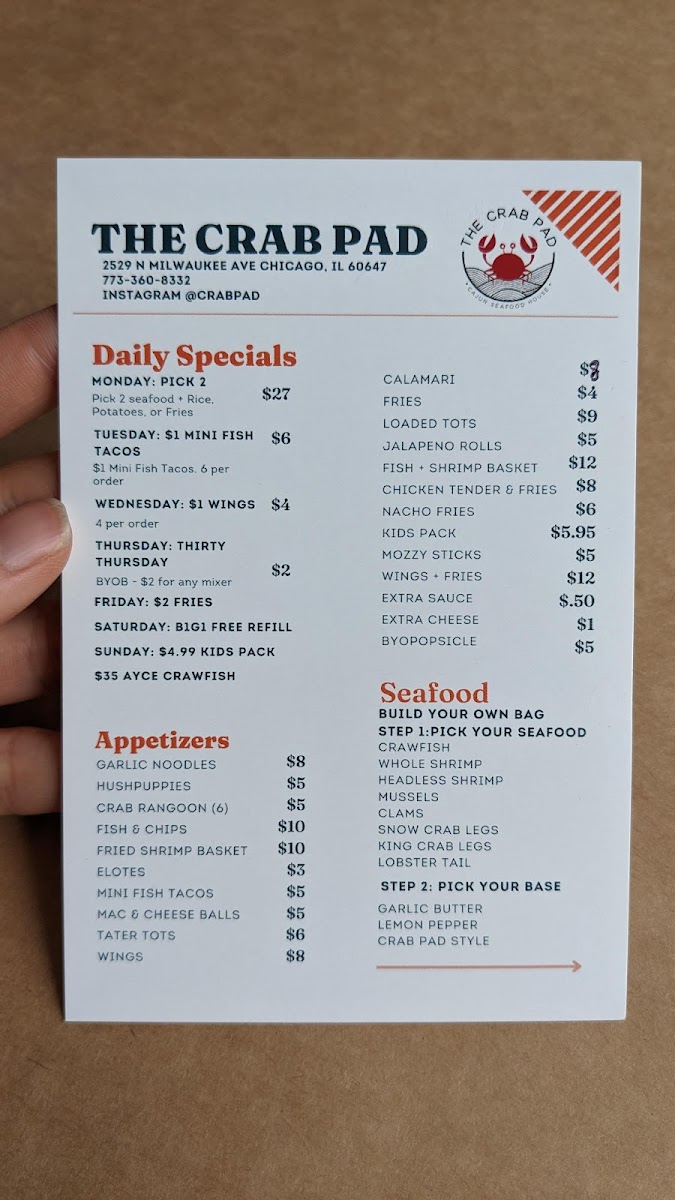 THE CRAB PAD
2529 N MILWAUKEE AVE CHICAGO, IL 60647
773-360-8332
INSTAGRAM @CRABPAD
THE CRAB PAD
• CAJUN SEAFOOD HOUSE •
Daily Specials
MONDAY: PICK 2 $27
Pick 2 seafood + Rice,
Potatoes, or Fries
TUESDAY: $1 MINI FISH $6
TACOS
$1 Mini Fish Tacos. 6 per
order
WEDNESDAY: $1 WINGS $4
4 per order
THURSDAY: THIRTY
THURSDAY $2
BYOB - $2 for any mixer
FRIDAY: $2 FRIES
SATURDAY: B1G1 FREE REFILL
SUNDAY: $4.99 KIDS PACK
$35 AYCE CRAWFISH
Appetizers
GARLIC NOODLES $8
HUSHPUPPIES $5
CRAB RANGOON (6) $5
FISH & CHIPS $10
FRIED SHRIMP BASKET $10
ELOTES $3
MINI FISH TACOS $5
MAC & CHEESE BALLS $5
TATER TOTS $6
WINGS $8
CALAMARI $8
FRIES $4
LOADED TOTS $9
JALAPENO ROLLS $5
FISH + SHRIMP BASKET $12
CHICKEN TENDER & FRIES $8
NACHO FRIES $6
KIDS PACK $5.95
MOZZY STICKS $5
WINGS + FRIES $12
EXTRA SAUCE $.50
EXTRA CHEESE $1
BYOPOPSICLE $5
Seafood
BUILD YOUR OWN BAG
STEP 1:PICK YOUR SEAFOOD
CRAWFISH
WHOLE SHRIMP
HEADLESS SHRIMP
MUSSELS
CLAMS
SNOW CRAB LEGS
KING CRAB LEGS
LOBSTER TAIL
STEP 2: PICK YOUR BASE
GARLIC BUTTER
LEMON PEPPER
CRAB PAD STYLE